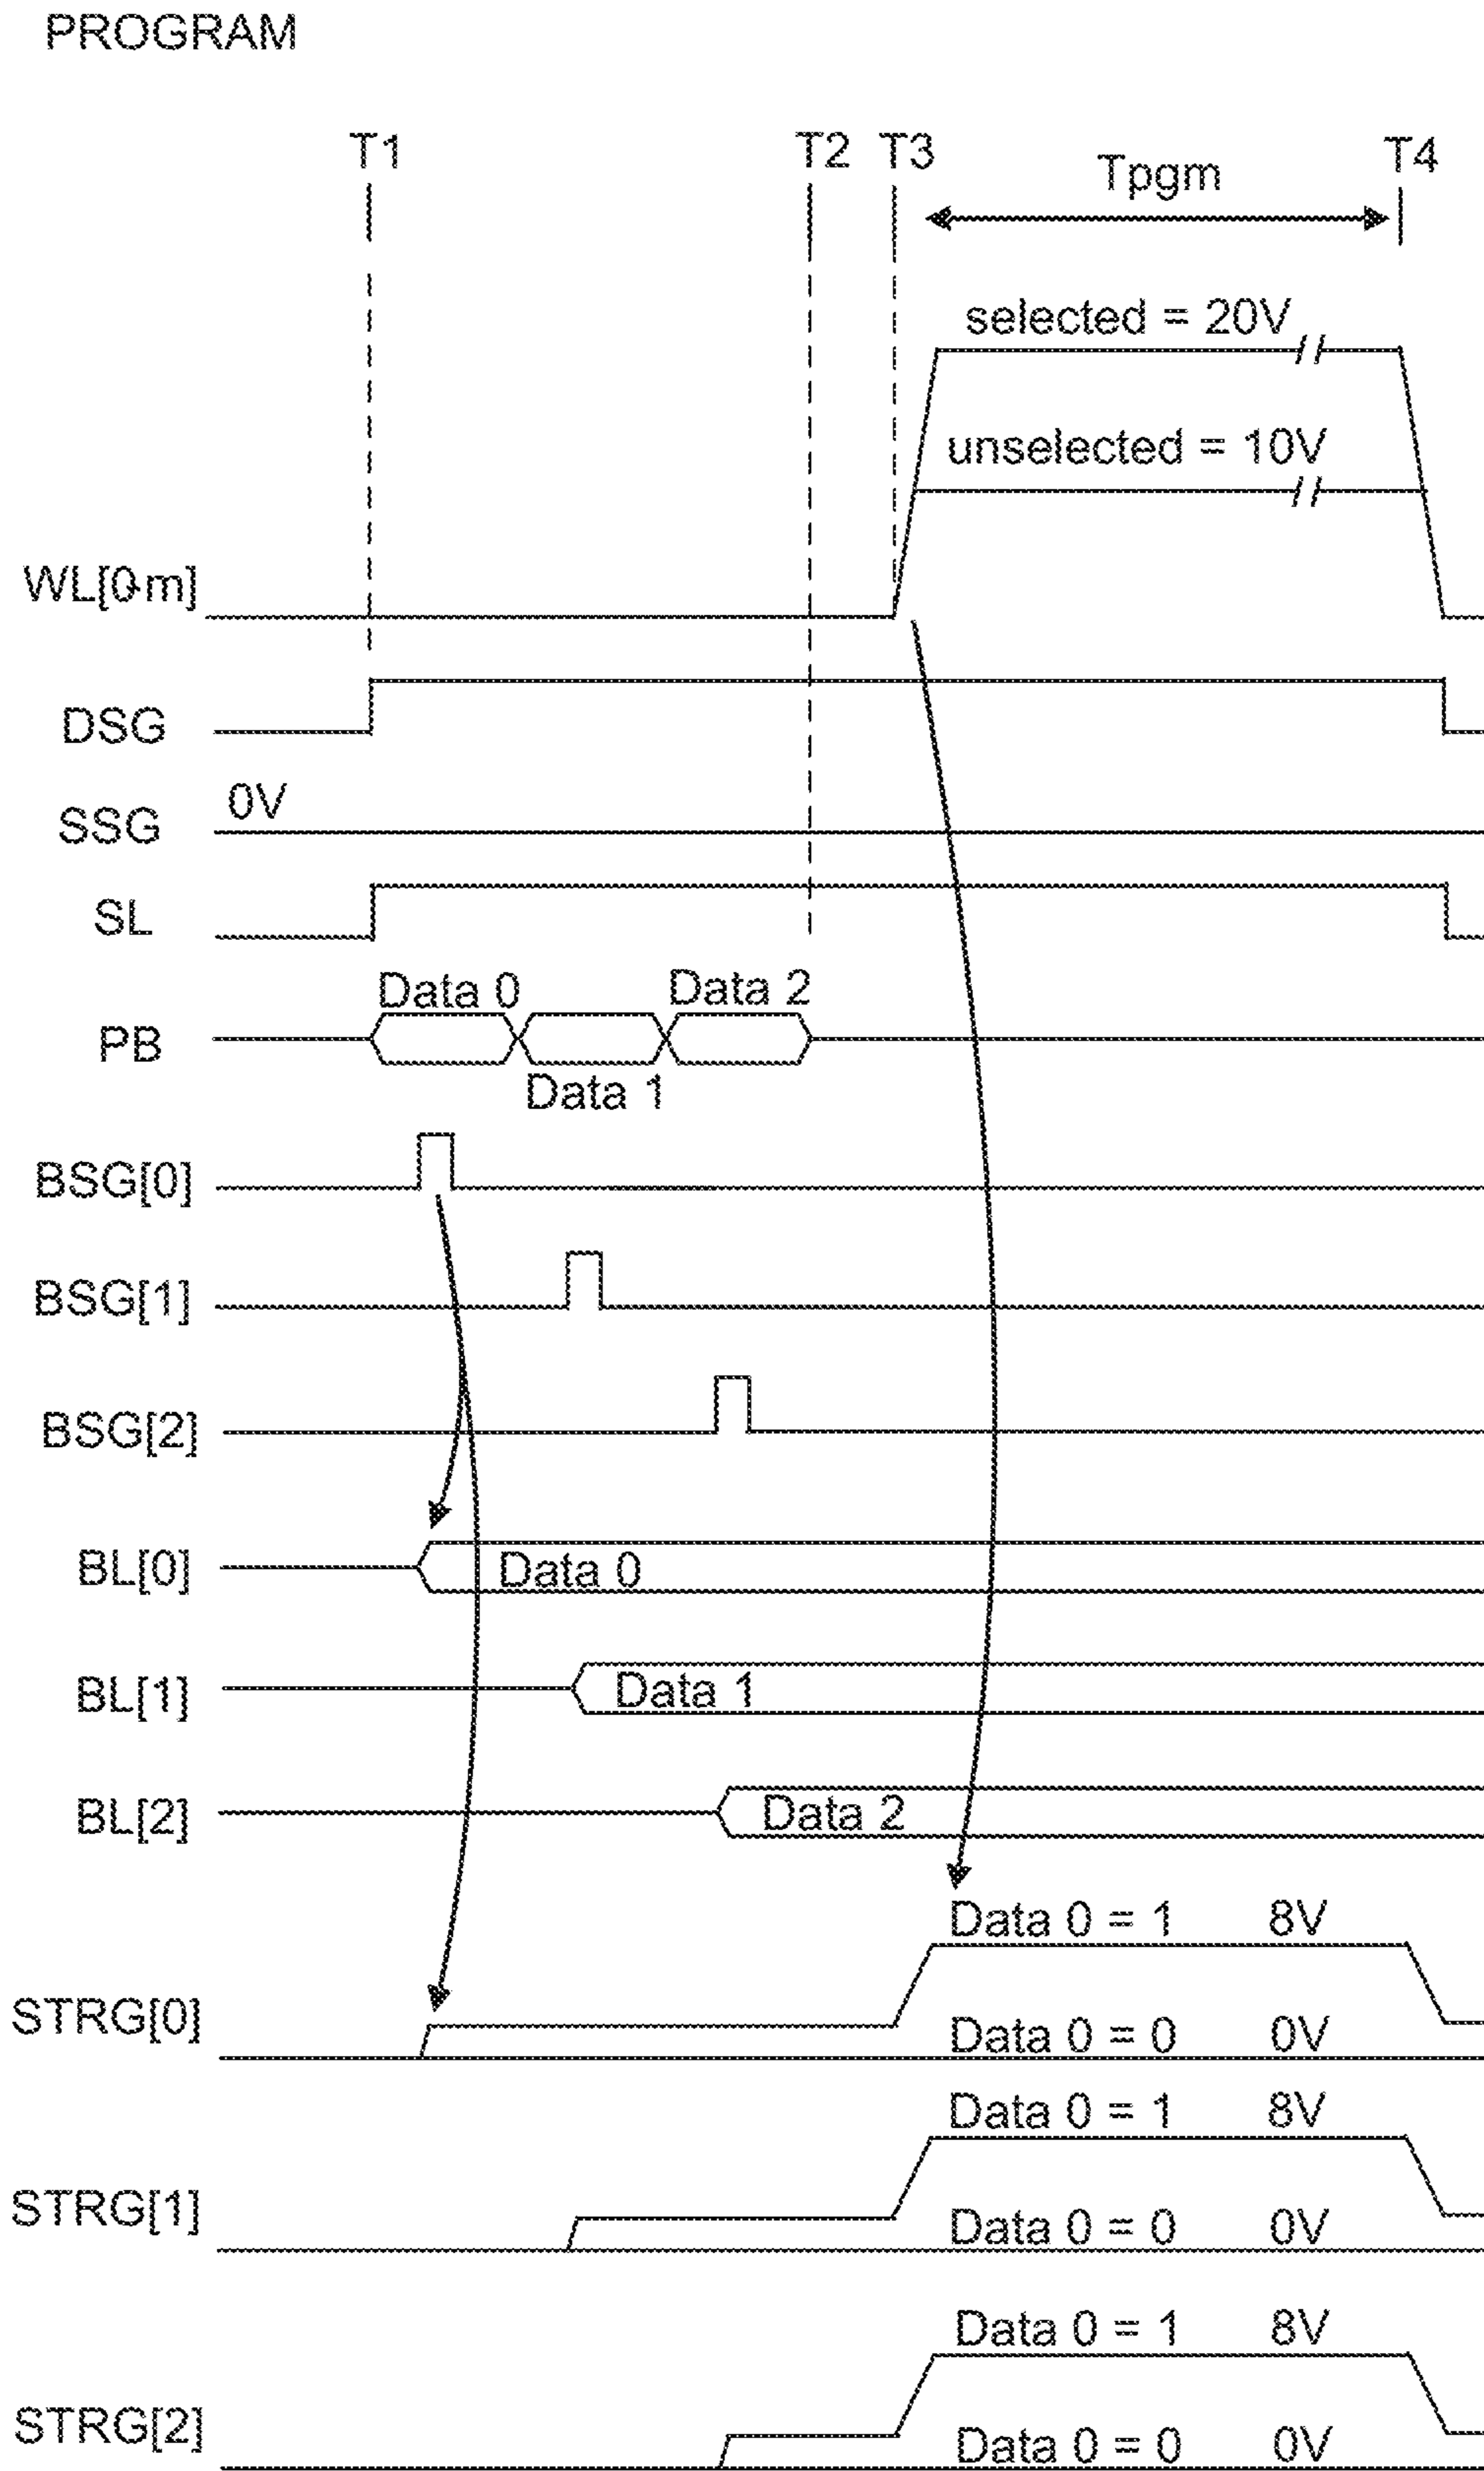 PROGRAM
T1 T2 T3 Tpgm T4
selected = 20V
unselected = 10V
WL[0-m]
DSG
0V
SSG
SL
Data 0 Data 2
PB
Data 1
BSG[0]
BSG[1]
BSG[2]
BL[0] Data 0
BL[1] Data 1
BL[2] Data 2
Data 0 = 1 8V
STRG[0]
Data 0 = 0 0V
Data 0 = 1 8V
STRG[1]
Data 0 = 0 0V
Data 0 = 1 8V
STRG[2]
Data 0 = 0 0V